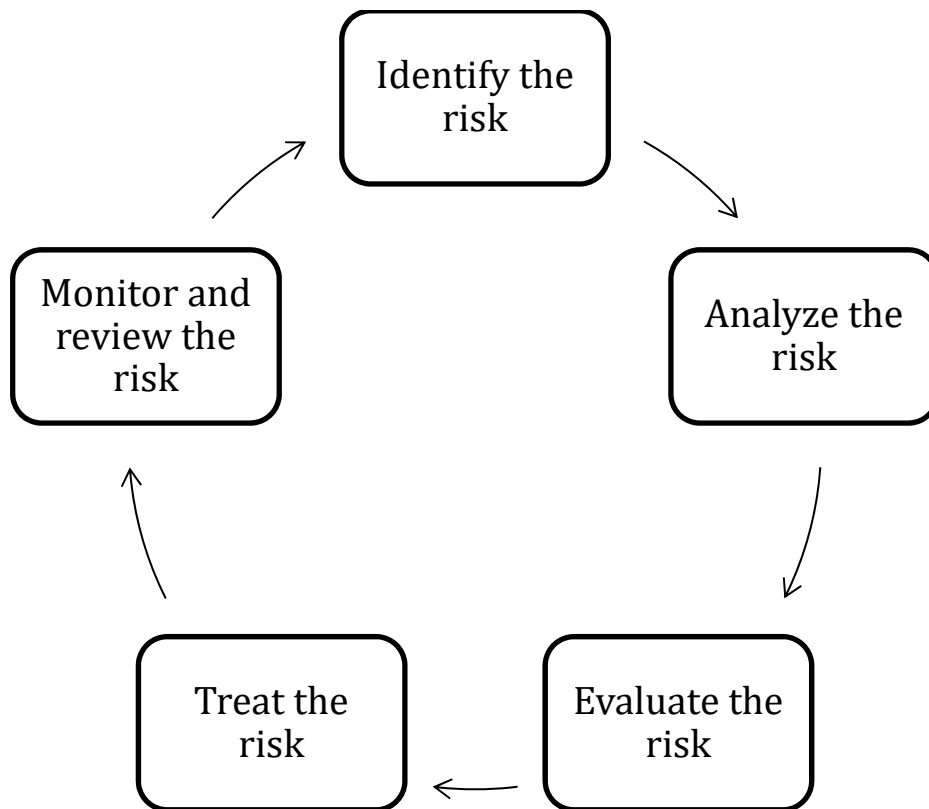 Identify the
risk
Analyze the
risk
Evaluate the
risk
Treat the
risk
Monitor and
review the
risk